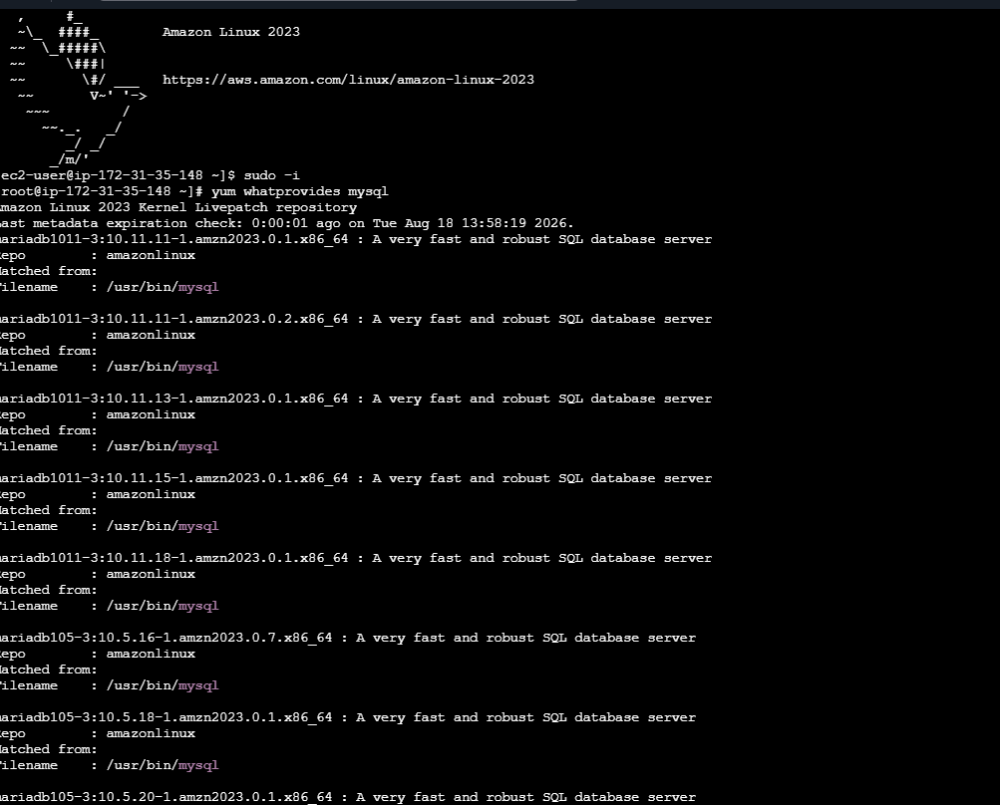 ,     #_
   ~\_  ####_        Amazon Linux 2023
  ~~  \_#####\
  ~~     \###|
  ~~       \#/ ___   https://aws.amazon.com/linux/amazon-linux-2023
   ~~       V~' '->
    ~~~         /
      ~~._.   _/
         _/ _/
       _/m/'
ec2-user@ip-172-31-35-148 ~]$ sudo -i
root@ip-172-31-35-148 ~]# yum whatprovides mysql
mazon Linux 2023 Kernel Livepatch repository
ast metadata expiration check: 0:00:01 ago on Tue Aug 18 13:58:19 2026.
ariadb1011-3:10.11.11-1.amzn2023.0.1.x86_64 : A very fast and robust SQL database server
epo        : amazonlinux
atched from:
ilename    : /usr/bin/mysql

ariadb1011-3:10.11.11-1.amzn2023.0.2.x86_64 : A very fast and robust SQL database server
epo        : amazonlinux
atched from:
ilename    : /usr/bin/mysql

ariadb1011-3:10.11.13-1.amzn2023.0.1.x86_64 : A very fast and robust SQL database server
epo        : amazonlinux
atched from:
ilename    : /usr/bin/mysql

ariadb1011-3:10.11.15-1.amzn2023.0.1.x86_64 : A very fast and robust SQL database server
epo        : amazonlinux
atched from:
ilename    : /usr/bin/mysql

ariadb1011-3:10.11.18-1.amzn2023.0.1.x86_64 : A very fast and robust SQL database server
epo        : amazonlinux
atched from:
ilename    : /usr/bin/mysql

ariadb105-3:10.5.16-1.amzn2023.0.7.x86_64 : A very fast and robust SQL database server
epo        : amazonlinux
atched from:
ilename    : /usr/bin/mysql

ariadb105-3:10.5.18-1.amzn2023.0.1.x86_64 : A very fast and robust SQL database server
epo        : amazonlinux
atched from:
ilename    : /usr/bin/mysql

ariadb105-3:10.5.20-1.amzn2023.0.1.x86_64 : A very fast and robust SQL database server